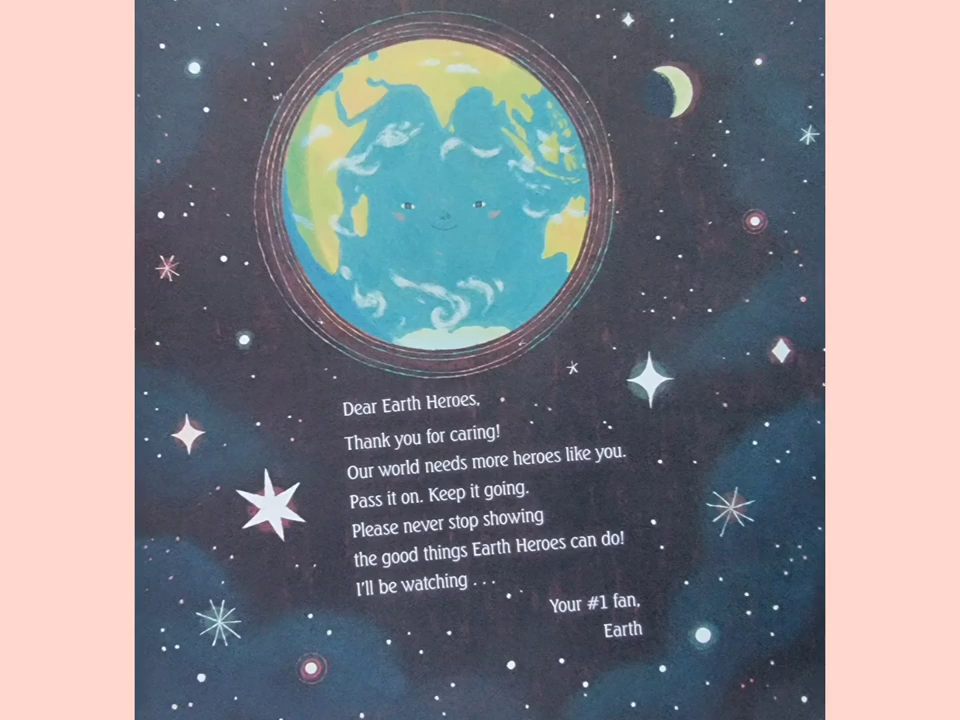 Dear Earth Heroes,
Thank you for caring!
Our world needs more heroes like you.
Pass it on. Keep it going.
Please never stop showing
the good things Earth Heroes can do!
I'll be watching . . .
Your #1 fan,
Earth